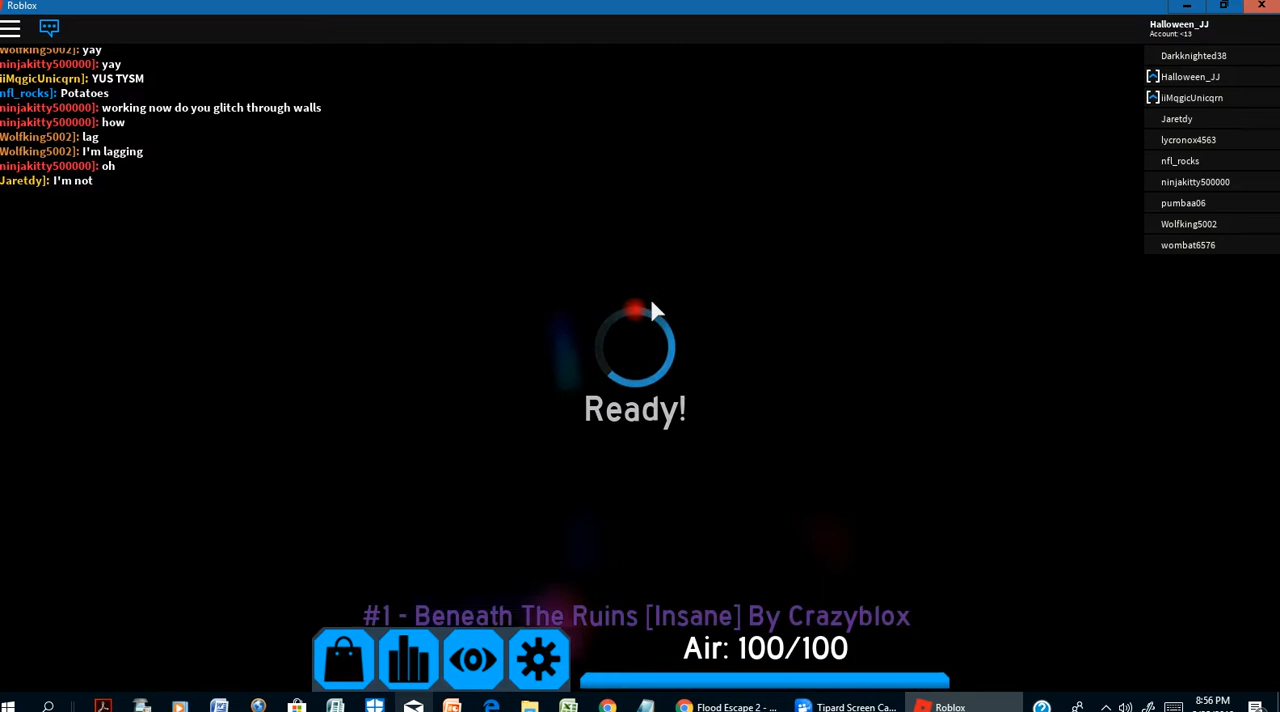 Roblox
Halloween_JJ
Account: <13
Wolfking5002]: yay
ninjakitty500000]: yay
iiMqgicUnicqrn]: YUS TYSM
nfl_rocks]: Potatoes
ninjakitty500000]: working now do you glitch through walls
ninjakitty500000]: how
Wolfking5002]: lag
Wolfking5002]: I'm lagging
ninjakitty500000]: oh
Jaretdy]: I'm not
Darkknighted38
Halloween_JJ
iiMqgicUnicqrn
Jaretdy
lycronox4563
nfl_rocks
ninjakitty500000
pumbaa06
Wolfking5002
wombat6576
Ready!
#1 - Beneath The Ruins [Insane] By Crazyblox
Air: 100/100
Flood Escape 2 - ...
Tipard Screen Ca...
Roblox
8:56 PM